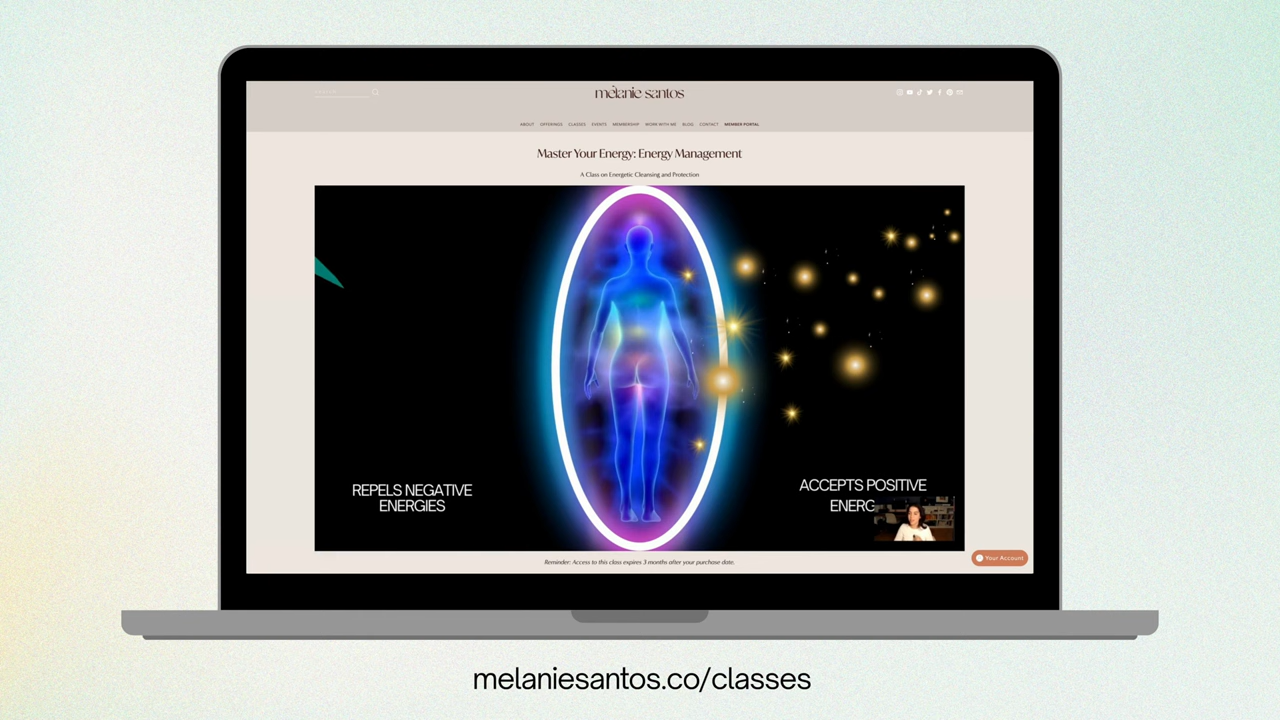 mélanie santos
ABOUT OFFERINGS CLASSES EVENTS MEMBERSHIP WORK WITH ME BLOG CONTACT MEMBER PORTAL
Master Your Energy: Energy Management
A Class on Energetic Cleansing and Protection
REPELS NEGATIVE
ENERGIES
ACCEPTS POSITIVE
ENERG
Reminder: Access to this class expires 3 months after your purchase date.
Your Account
melaniesantos.co/classes